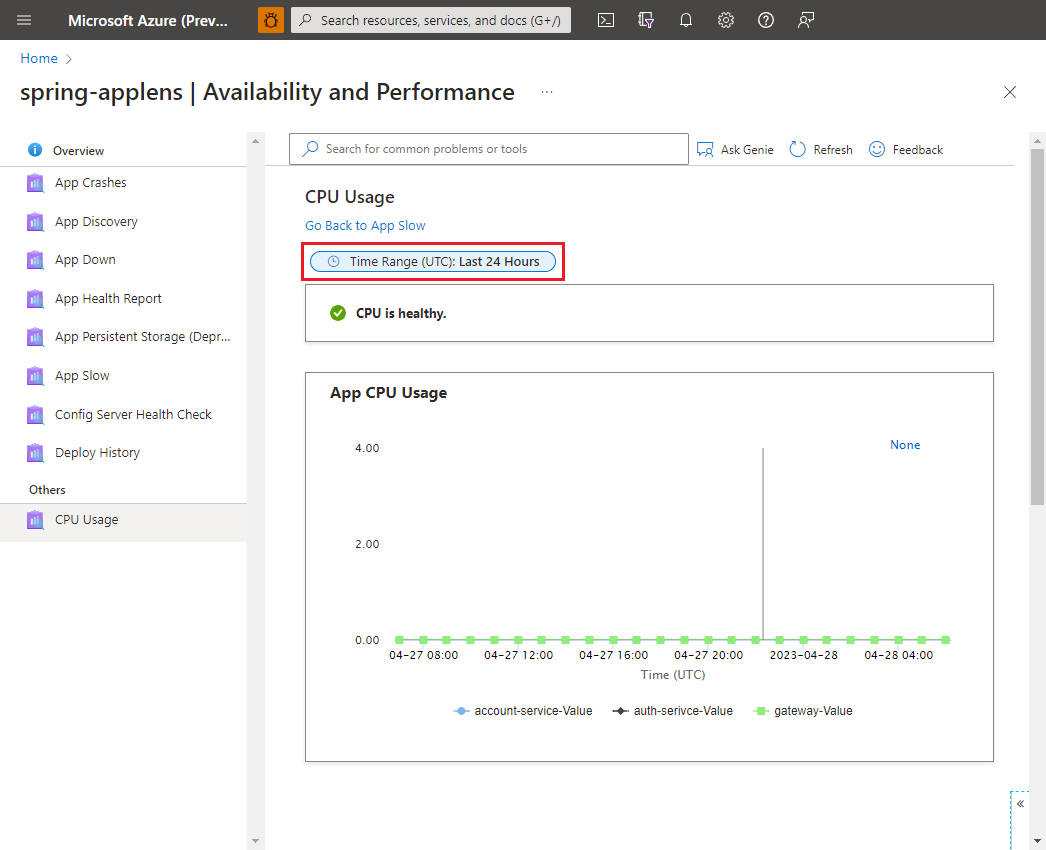 Microsoft Azure (Prev...
Search resources, services, and docs (G+/)
Home
spring-applens | Availability and Performance
...
Overview
App Crashes
App Discovery
App Down
App Health Report
App Persistent Storage (Depr...
App Slow
Config Server Health Check
Deploy History
Others
CPU Usage
Search for common problems or tools
Ask Genie
Refresh
Feedback
CPU Usage
Go Back to App Slow
Time Range (UTC): Last 24 Hours
CPU is healthy.
App CPU Usage
None
4.00
2.00
0.00
04-27 08:00 04-27 12:00 04-27 16:00 04-27 20:00 2023-04-28 04-28 04:00
Time (UTC)
account-service-Value auth-serivce-Value gateway-Value